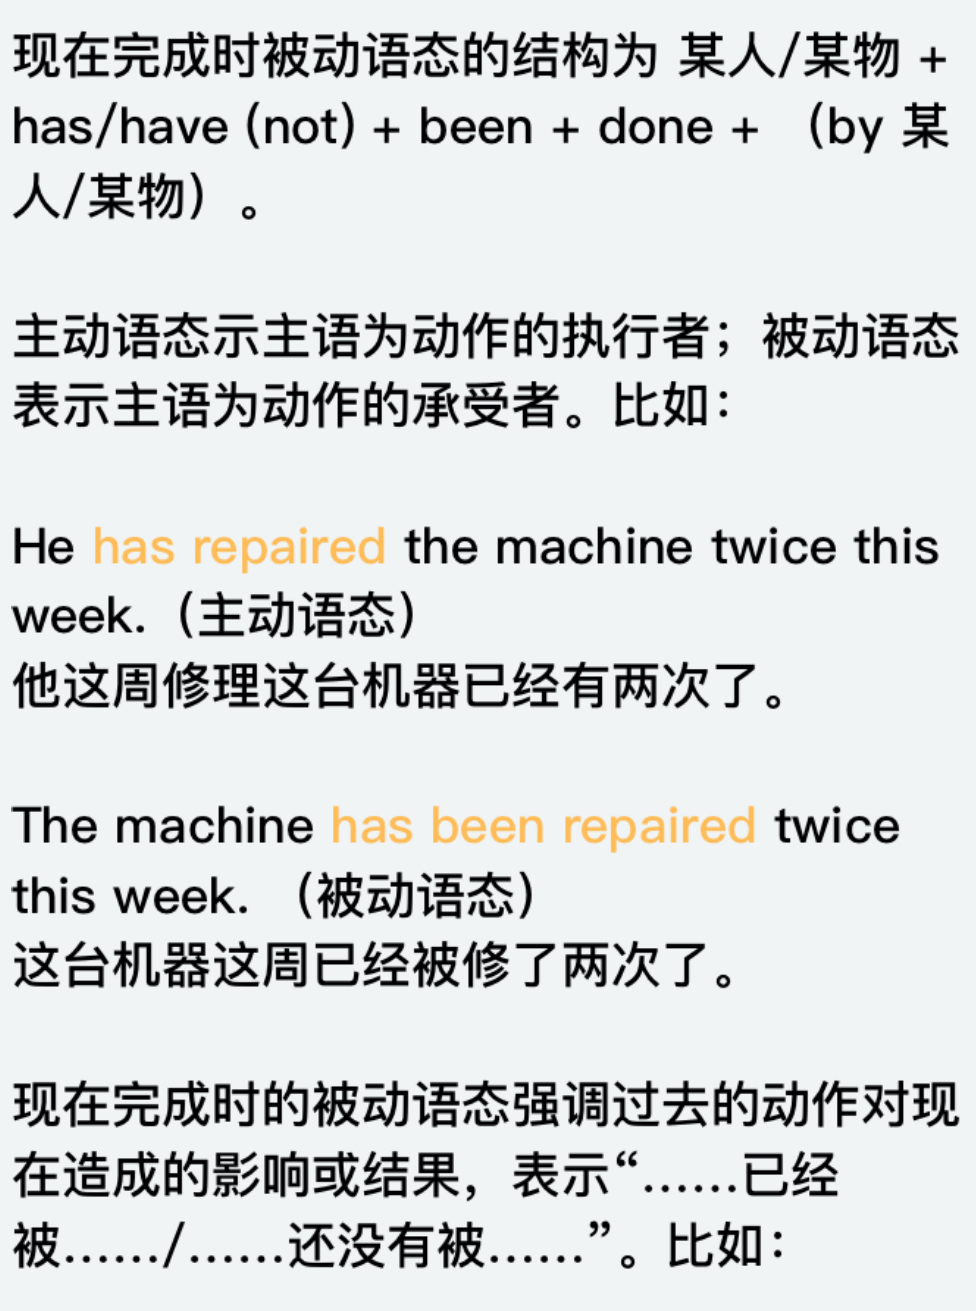 现在完成时被动语态的结构为 某人/某物 +
has/have (not) + been + done + （by 某
人/某物）。
主动语态示主语为动作的执行者；被动语态
表示主语为动作的承受者。比如：
He has repaired the machine twice this
week.（主动语态）
他这周修理这台机器已经有两次了。
The machine has been repaired twice
this week. （被动语态）
这台机器这周已经被修了两次了。
现在完成时的被动语态强调过去的动作对现
在造成的影响或结果，表示“……已经
被……/……还没有被……”。比如：